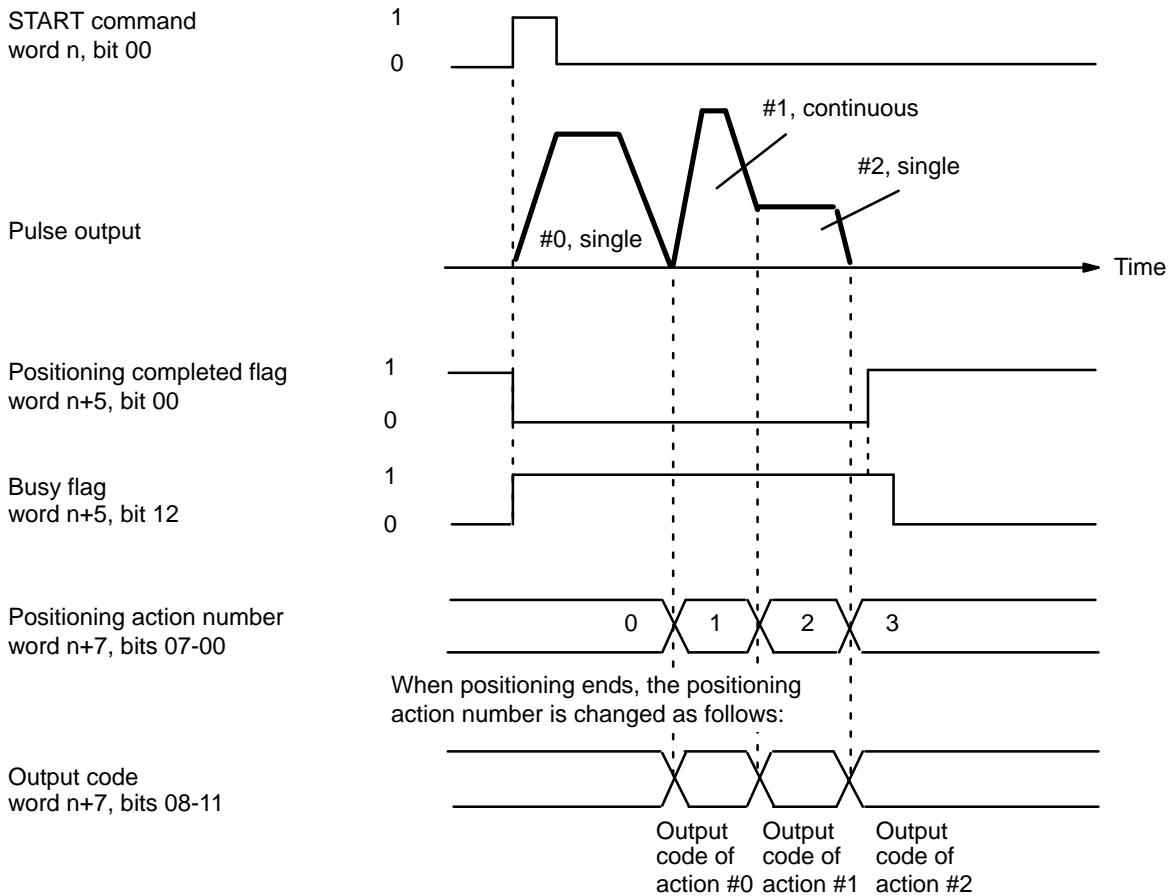 START command
word n, bit 00
1
0
#1, continuous
#2, single
Pulse output
#0, single
Time
Positioning completed flag
word n+5, bit 00
1
0
Busy flag
word n+5, bit 12
1
0
Positioning action number
word n+7, bits 07-00
0 1 2 3
When positioning ends, the positioning
action number is changed as follows:
Output code
word n+7, bits 08-11
Output
code of
action #0
Output
code of
action #1
Output
code of
action #2